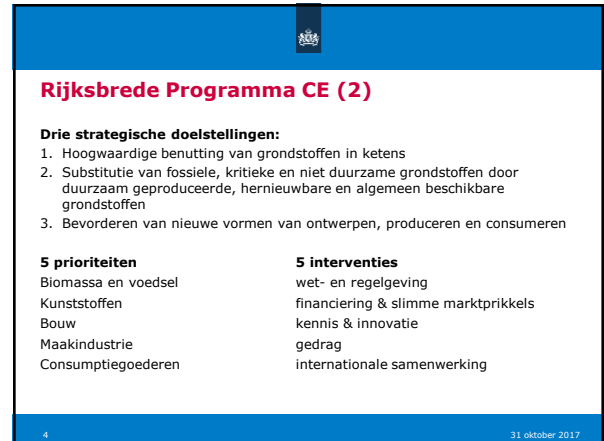 Rijksbrede Programma CE (2)
Drie strategische doelstellingen:
1. Hoogwaardige benutting van grondstoffen in ketens
2. Substitutie van fossiele, kritieke en niet duurzame grondstoffen door
duurzaam geproduceerde, hernieuwbare en algemeen beschikbare
grondstoffen
3. Bevorderen van nieuwe vormen van ontwerpen, produceren en consumeren
5 prioriteiten
Biomassa en voedsel
Kunststoffen
Bouw
Maakindustrie
Consumptiegoederen
5 interventies
wet- en regelgeving
financiering & slimme marktprikkels
kennis & innovatie
gedrag
internationale samenwerking
4
31 oktober 2017